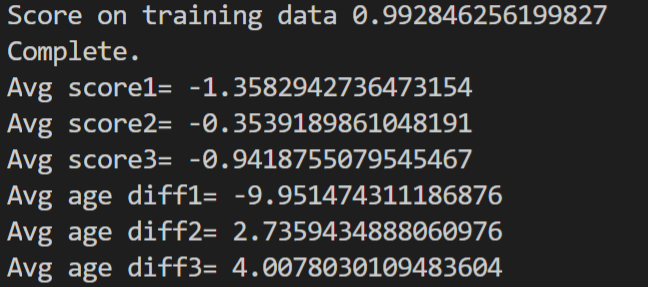 Score on training data 0.992846256199827
Complete.
Avg score1= -1.3582942736473154
Avg score2= -0.3539189861048191
Avg score3= -0.9418755079545467
Avg age diff1= -9.951474311186876
Avg age diff2= 2.7359434888060976
Avg age diff3= 4.0078030109483604